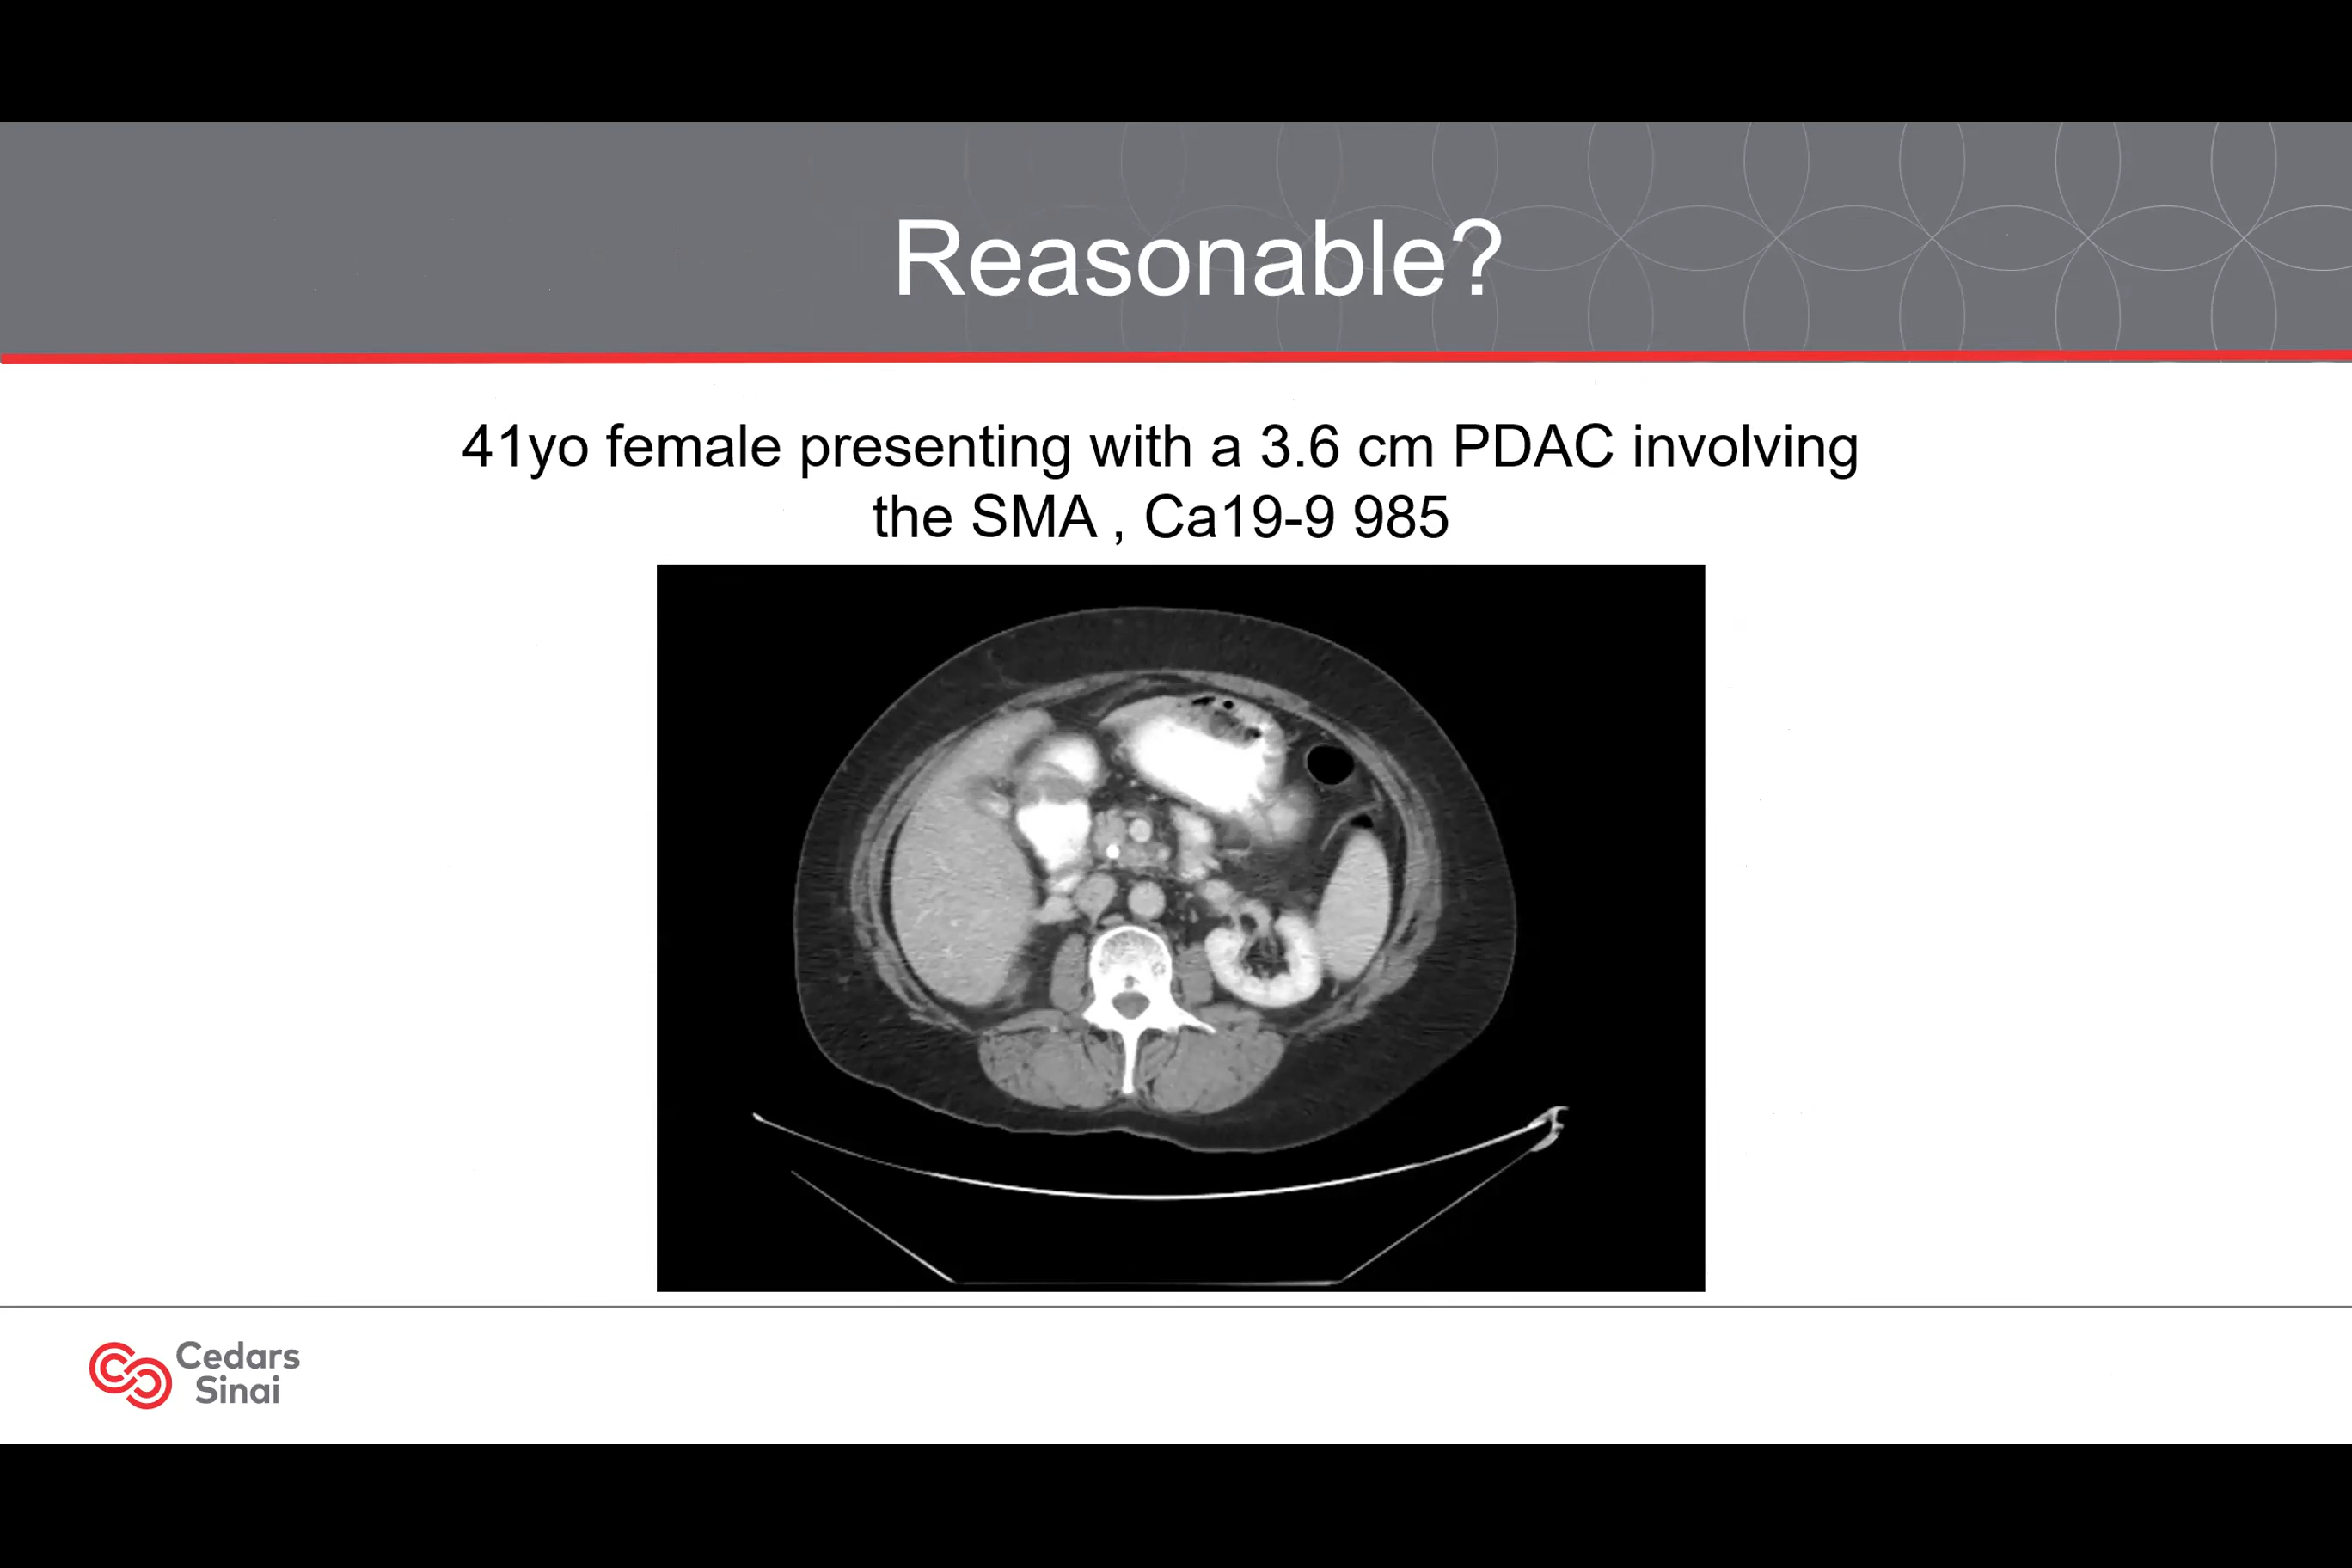 Reasonable?
41yo female presenting with a 3.6 cm PDAC involving
the SMA , Ca19-9 985
Cedars
Sinai